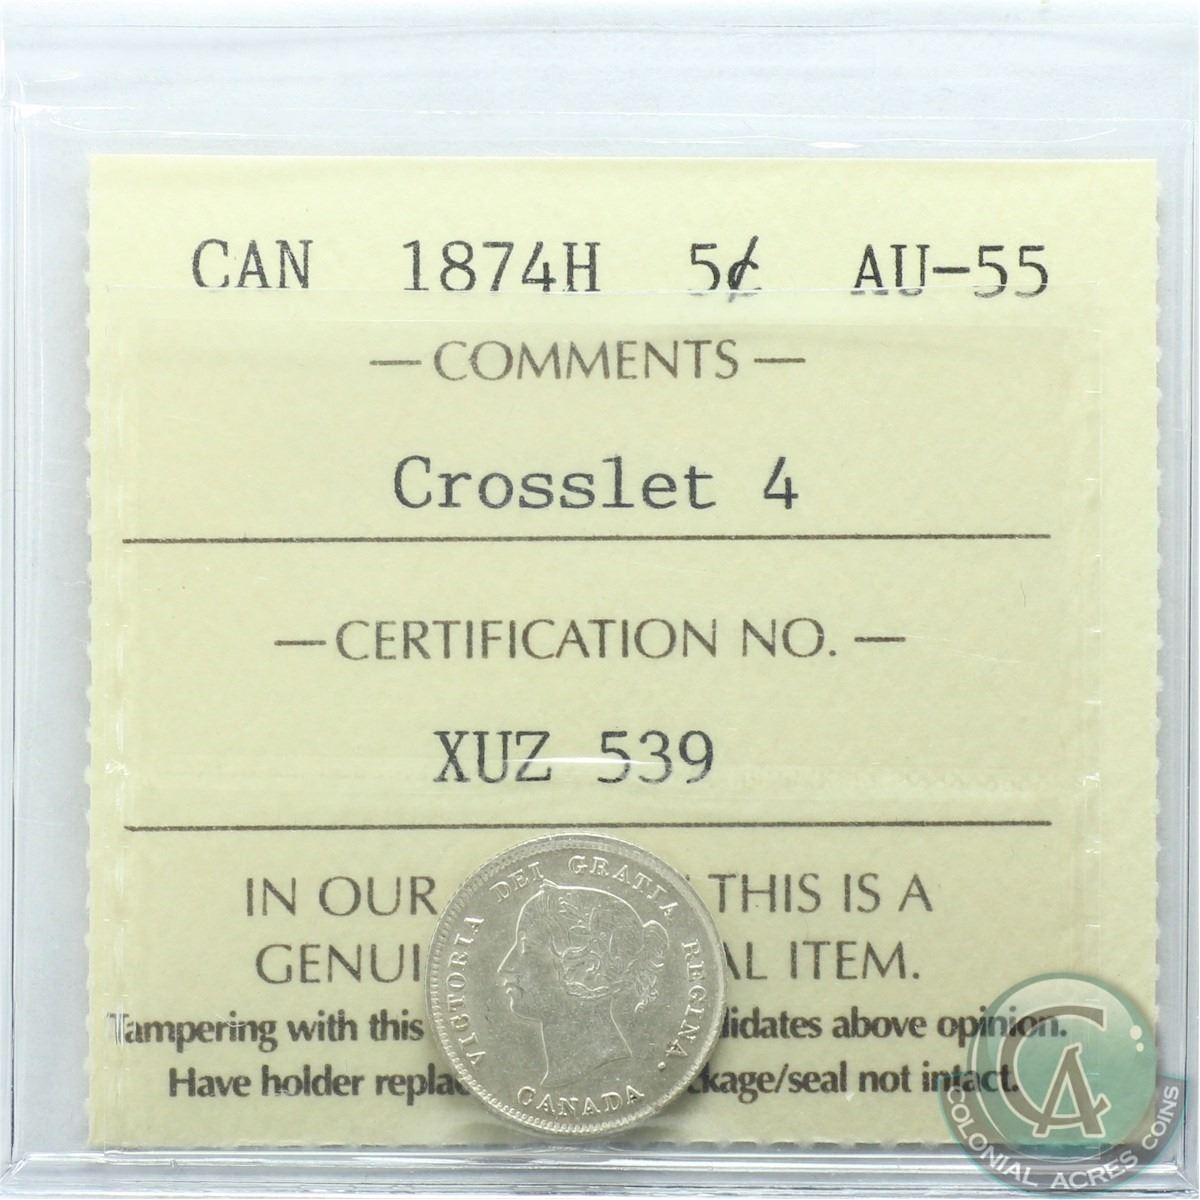 CAN 1874H 5¢ AU-55
— COMMENTS —
Crosslet 4
— CERTIFICATION NO. —
XUZ 539
IN OUR THIS IS A
GENUI AL ITEM.
Tampering with this lidates above opinion.
Have holder replac ckage/seal not intact.
VICTORIA DEI GRATIA REGINA.
CANADA
CA
COLONIAL ACRES COINS